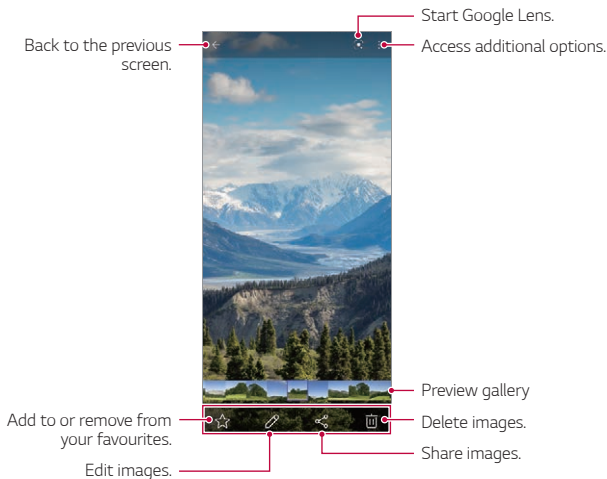 Start Google Lens.
Back to the previous
screen.
Access additional options.
Preview gallery
Add to or remove from
your favourites.
Delete images.
Share images.
Edit images.